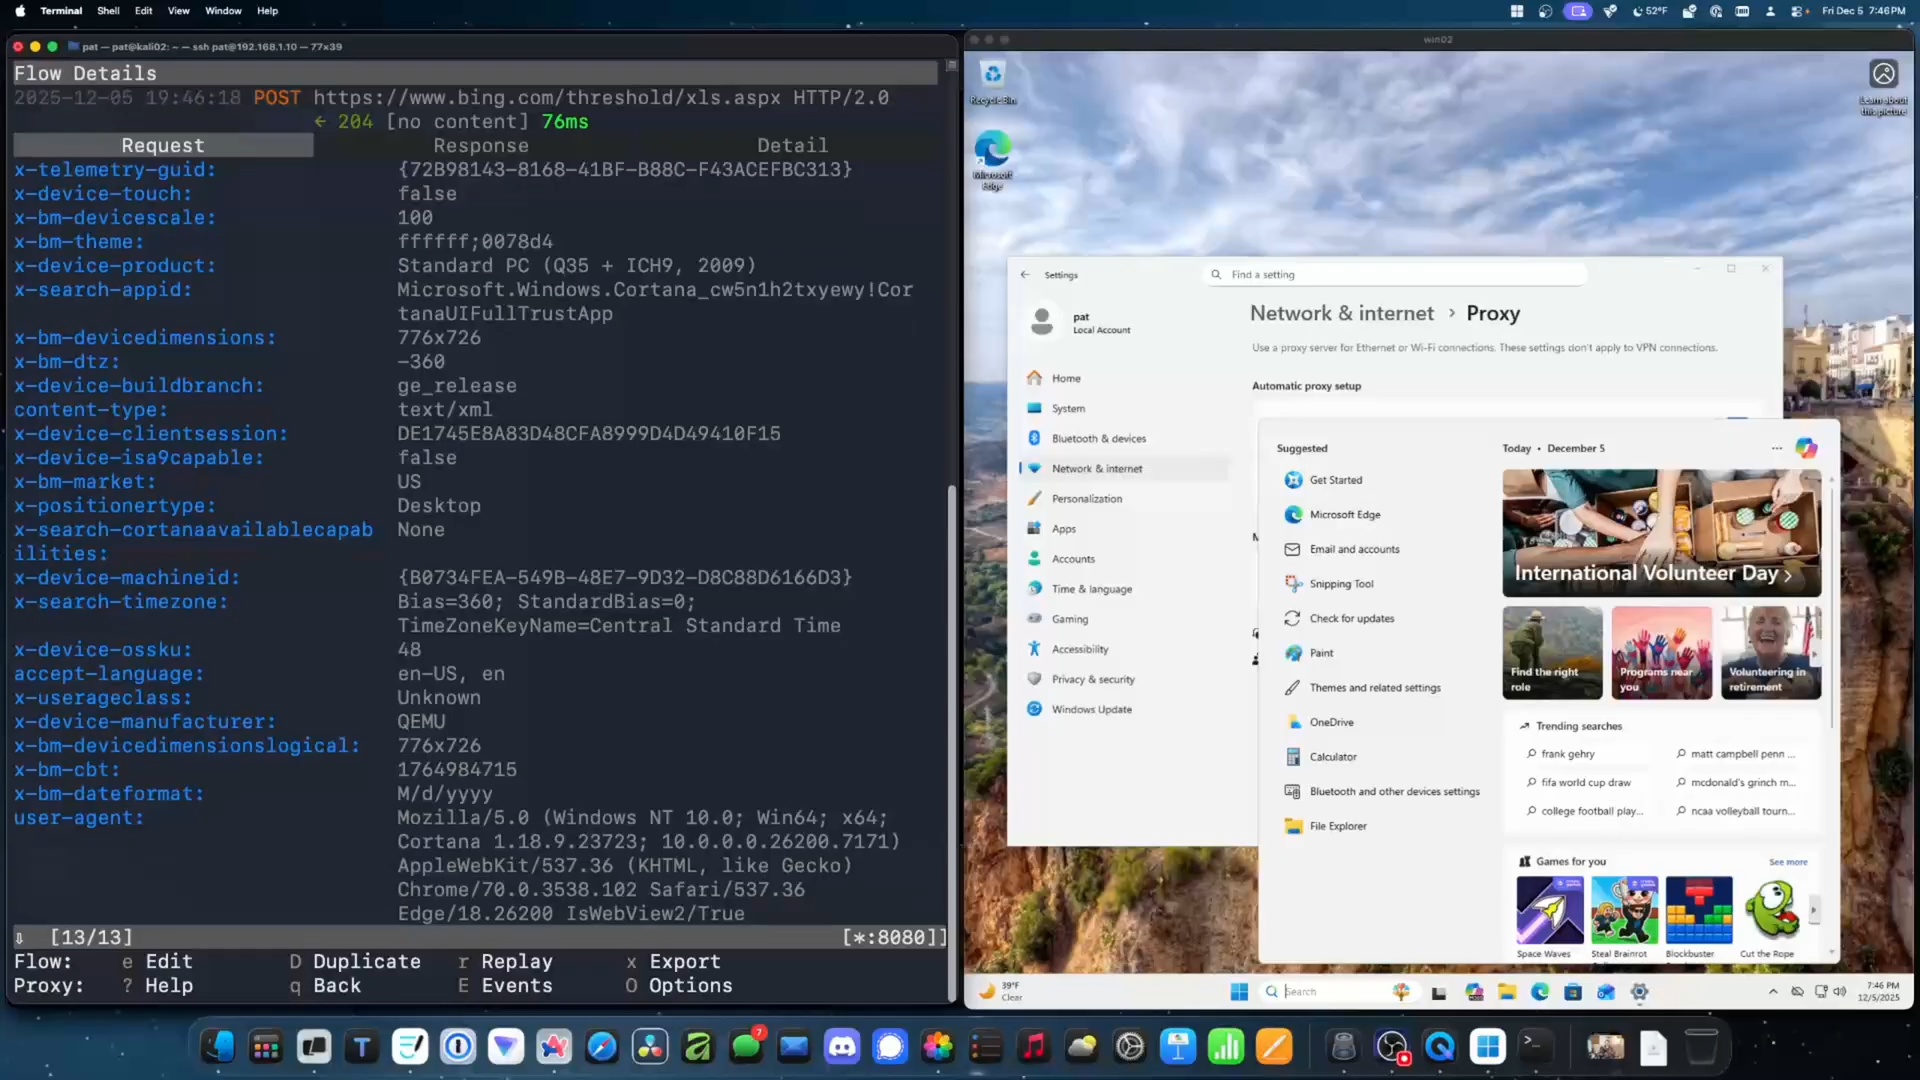 Terminal Shell Edit View Window Help
52°F Fri Dec 5 7:46 PM
pat — pat@kali02: ~ — ssh pat@192.168.1.10 — 77×39
Flow Details
2025-12-05 19:46:18 POST https://www.bing.com/threshold/xls.aspx HTTP/2.0
← 204 [no content] 76ms
Request Response Detail
x-telemetry-guid: {72B98143-8168-41BF-B88C-F43ACEFBC313}
x-device-touch: false
x-bm-devicescale: 100
x-bm-theme: ffffff;0078d4
x-device-product: Standard PC (Q35 + ICH9, 2009)
x-search-appid: Microsoft.Windows.Cortana_cw5n1h2txyewy!Cor
tanaUIFullTrustApp
x-bm-devicedimensions: 776x726
x-bm-dtz: -360
x-device-buildbranch: ge_release
content-type: text/xml
x-device-clientsession: DE1745E8A83D48CFA8999D4D49410F15
x-device-isa9capable: false
x-bm-market: US
x-positionertype: Desktop
x-search-cortanaavailablecapab None
ilities:
x-device-machineid: {B0734FEA-549B-48E7-9D32-D8C88D6166D3}
x-search-timezone: Bias=360; StandardBias=0;
TimeZoneKeyName=Central Standard Time
x-device-ossku: 48
accept-language: en-US, en
x-userageclass: Unknown
x-device-manufacturer: QEMU
x-bm-devicedimensionslogical: 776x726
x-bm-cbt: 1764984715
x-bm-dateformat: M/d/yyyy
user-agent: Mozilla/5.0 (Windows NT 10.0; Win64; x64;
Cortana 1.18.9.23723; 10.0.0.0.26200.7171)
AppleWebKit/537.36 (KHTML, like Gecko)
Chrome/70.0.3538.102 Safari/537.36
Edge/18.26200 IsWebView2/True
⇩ [13/13] [*:8080]]
Flow: e Edit D Duplicate r Replay x Export
Proxy: ? Help q Back E Events O Options
win02
Recycle Bin
Microsoft
Edge
Learn about
this picture
Settings
Find a setting
pat
Local Account
Home
System
Bluetooth & devices
Network & internet
Personalization
Apps
Accounts
Time & language
Gaming
Accessibility
Privacy & security
Windows Update
Network & internet › Proxy
Use a proxy server for Ethernet or Wi-Fi connections. These settings don't apply to VPN connections.
Automatic proxy setup
Suggested
Get Started
Microsoft Edge
Email and accounts
Snipping Tool
Check for updates
Paint
Themes and related settings
OneDrive
Calculator
Bluetooth and other devices settings
File Explorer
Today • December 5
International Volunteer Day ›
Find the right
role
Programs near
you
Volunteering in
retirement
Trending searches
frank gehry
matt campbell penn ...
fifa world cup draw
mcdonald's grinch m...
college football play...
ncaa volleyball tourn...
Games for you
See more
Space Waves
Steal Brainrot
Blockbuster
Cut the Rope
39°F
Clear
Search
7:46 PM
12/5/2025
7